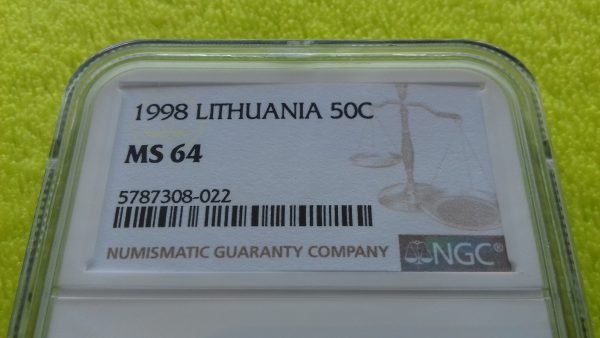 1998 LITHUANIA 50C
MS 64
5787308-022
NUMISMATIC GUARANTY COMPANY
NGC®